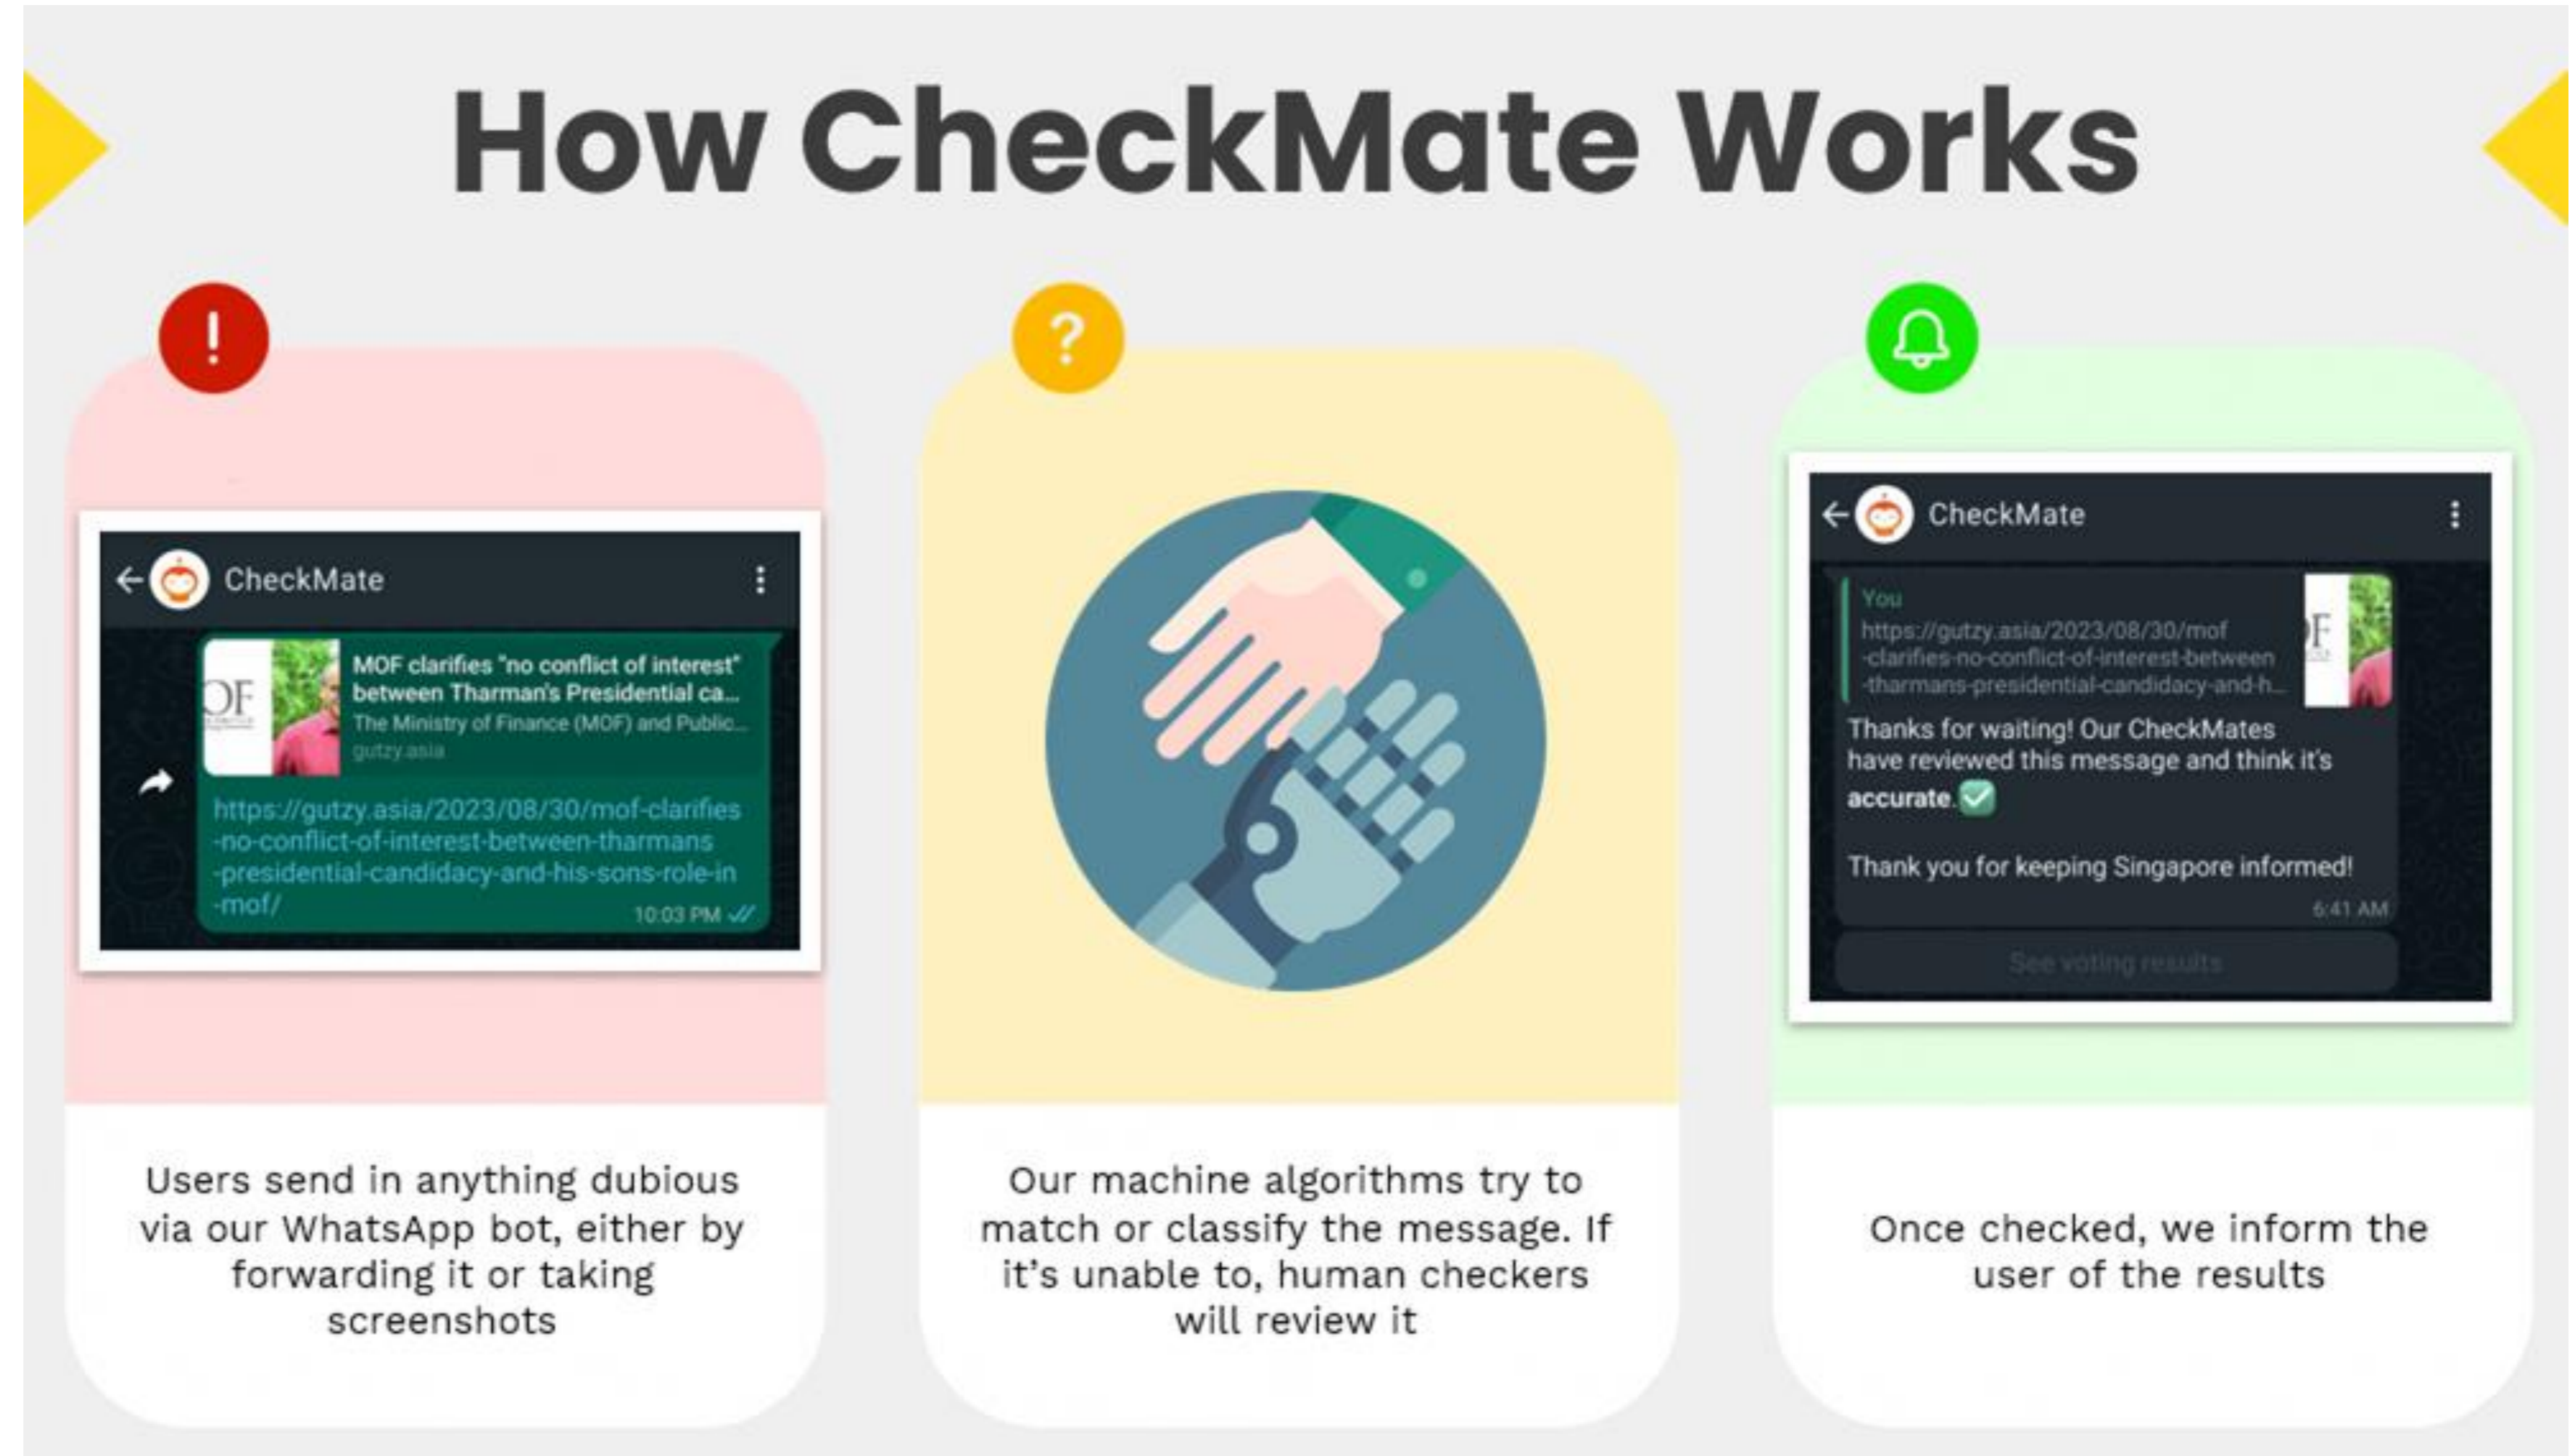 How CheckMate Works
!
?
CheckMate
OF
MOF clarifies "no conflict of interest"
between Tharman's Presidential ca...
The Ministry of Finance (MOF) and Public...
gutzy.asia
https://gutzy.asia/2023/08/30/mof-clarifies
-no-conflict-of-interest-between-tharmans
-presidential-candidacy-and-his-sons-role-in
-mof/
10:03 PM
Users send in anything dubious
via our WhatsApp bot, either by
forwarding it or taking
screenshots
Our machine algorithms try to
match or classify the message. If
it's unable to, human checkers
will review it
CheckMate
You
https://gutzy.asia/2023/08/30/mof
-clarifies-no-conflict-of-interest-between
-tharmans-presidential-candidacy-and-h...
F
Thanks for waiting! Our CheckMates
have reviewed this message and think it's
accurate.
Thank you for keeping Singapore informed!
6:41 AM
See voting results
Once checked, we inform the
user of the results